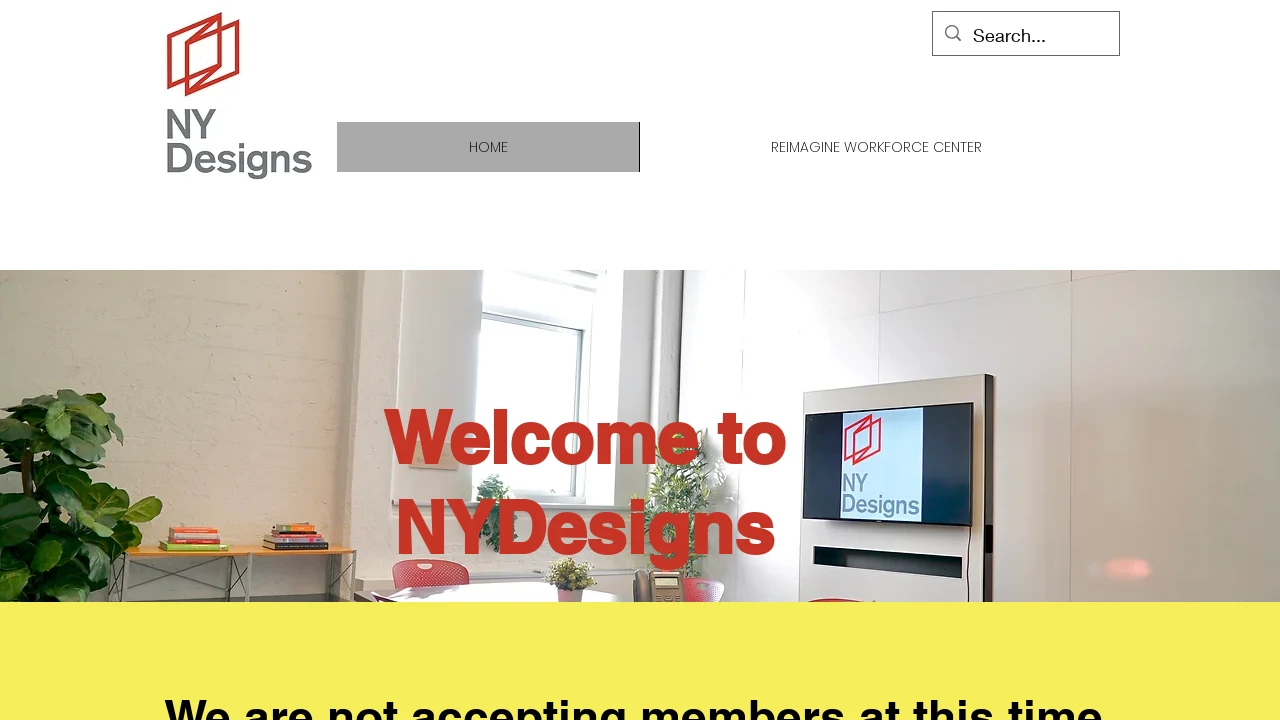 Search...
NY
Designs
HOME
REIMAGINE WORKFORCE CENTER
Welcome to
NYDesigns
NY
Designs
We are not accepting members at this time